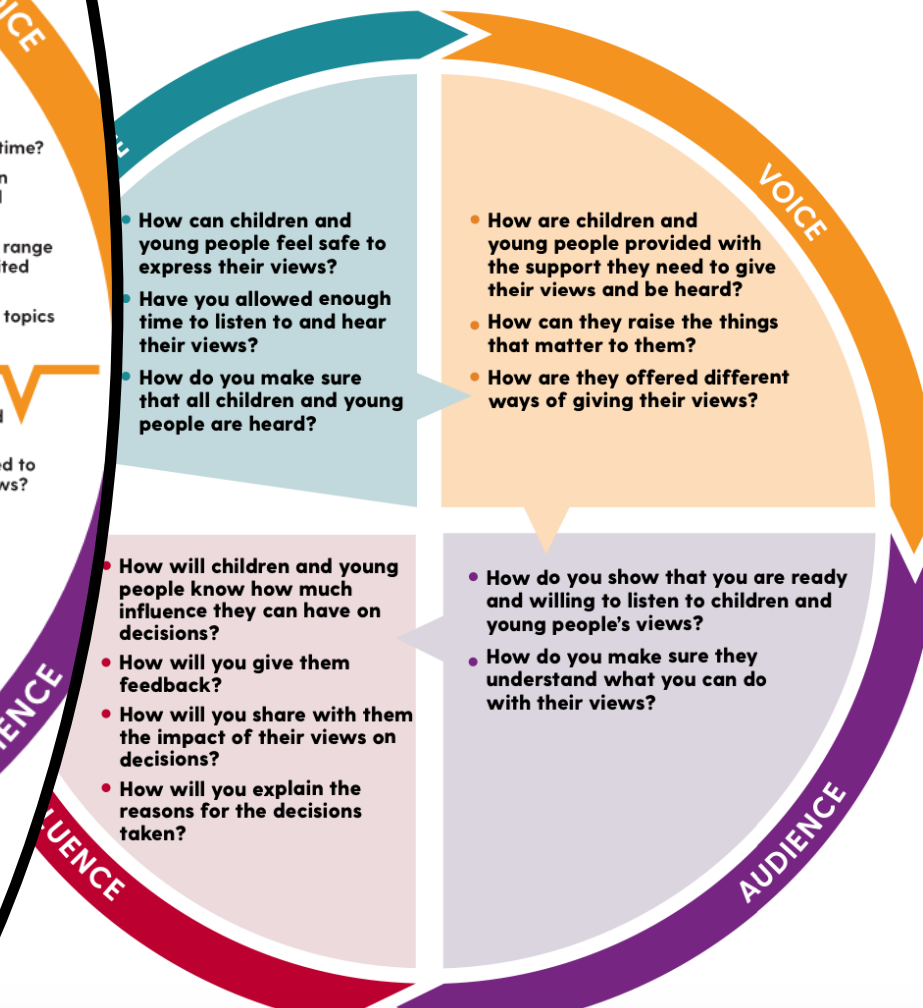 time?
range
topics
VOICE
How can children and
young people feel safe to
express their views?
Have you allowed enough
time to listen to and hear
their views?
How do you make sure
that all children and young
people are heard?
How are children and
young people provided with
the support they need to give
their views and be heard?
How can they raise the things
that matter to them?
How are they offered different
ways of giving their views?
How do you show that you are ready
and willing to listen to children and
young people's views?
How do you make sure they
understand what you can do
with their views?
AUDIENCE
How will children and young
people know how much
influence they can have on
decisions?
How will you give them
feedback?
How will you share with them
the impact of their views on
decisions?
How will you explain the
reasons for the decisions
taken?